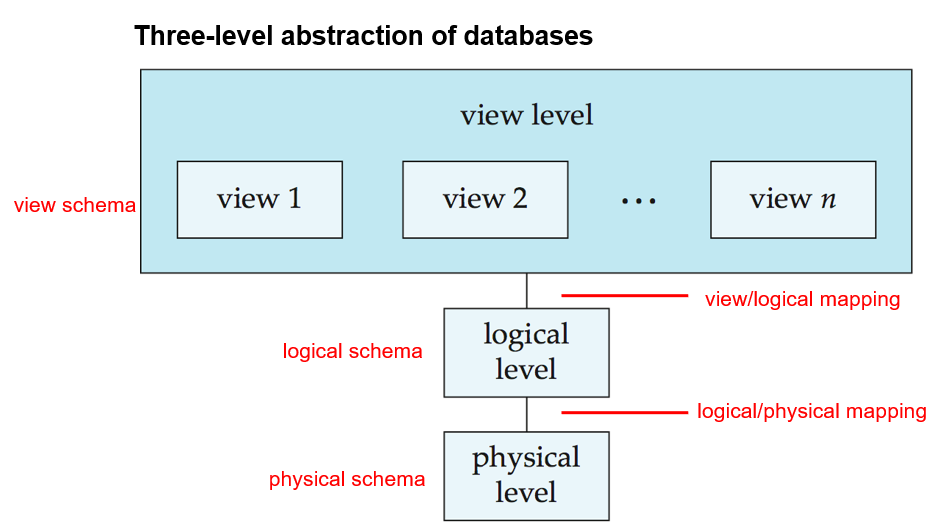 Three-level abstraction of databases
view level
view 1
view 2
...
view n
view schema
view/logical mapping
logical schema
logical
level
logical/physical mapping
physical schema
physical
level